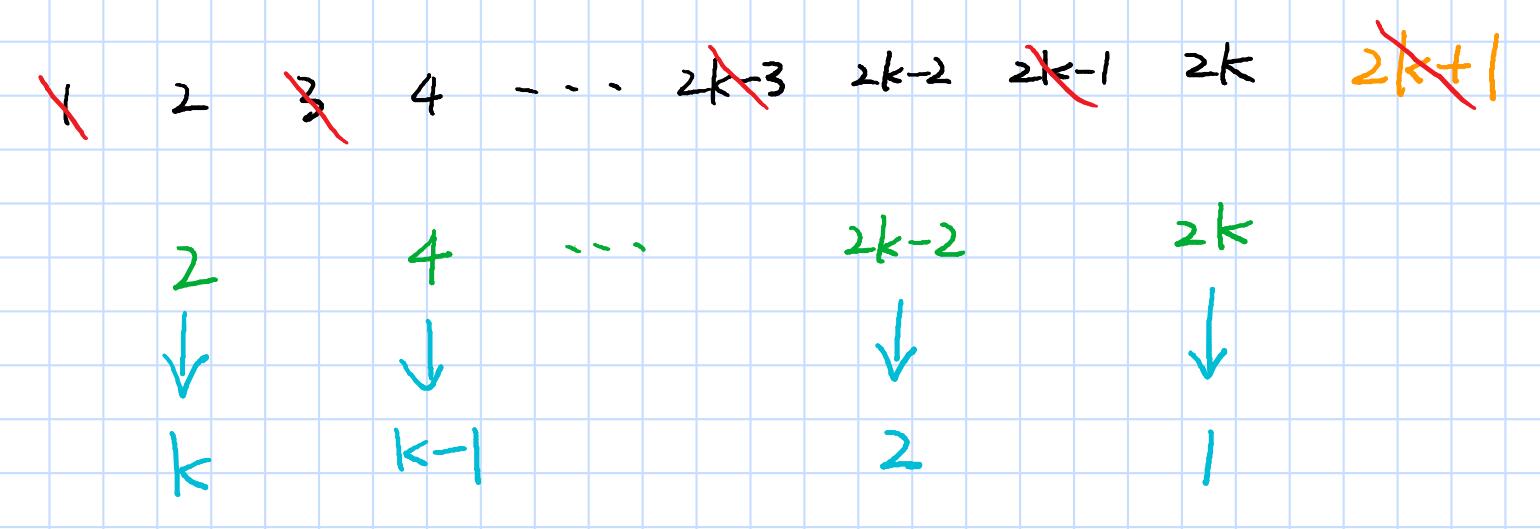 1 2 3 4 ... 2k-3 2k-2 2k-1 2k 2k+1
2 4 ... 2k-2 2k
↓ ↓ ↓ ↓
k k-1 2 1